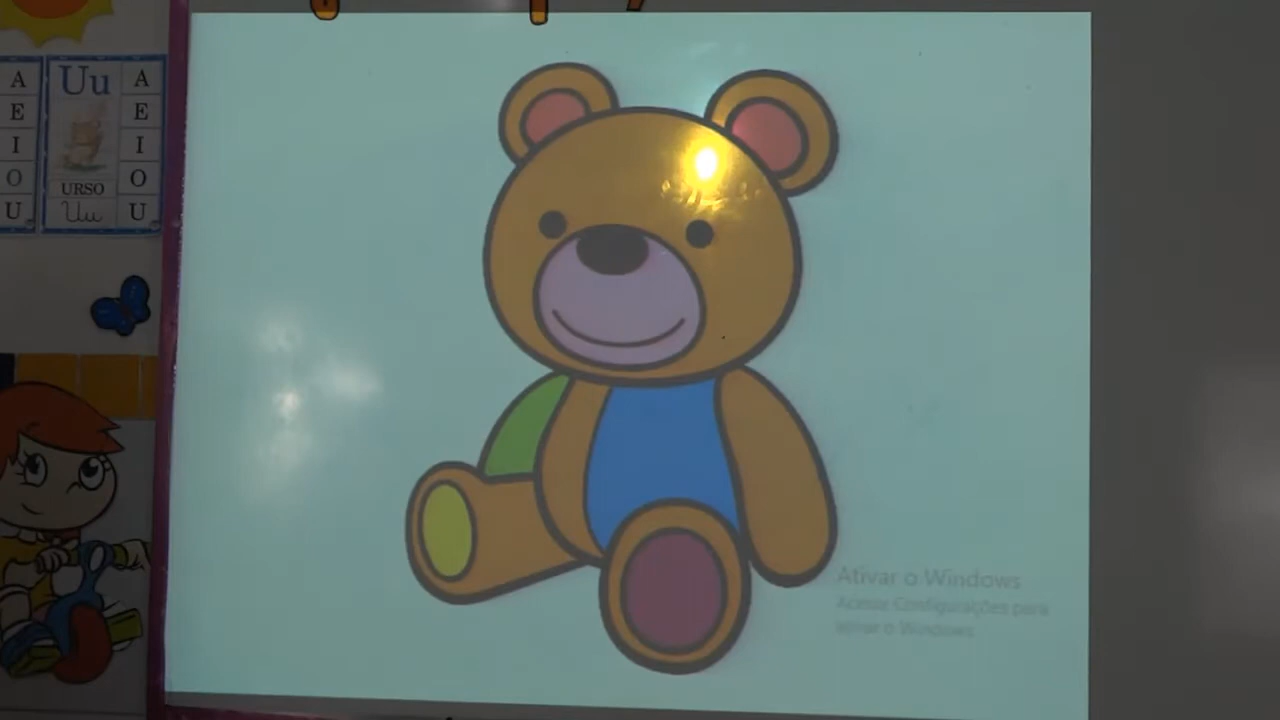 A
E
I
O
U
Uu
URSO
Uu
A
E
I
O
U
Ativar o Windows
Acesse Configurações para
ativar o Windows.